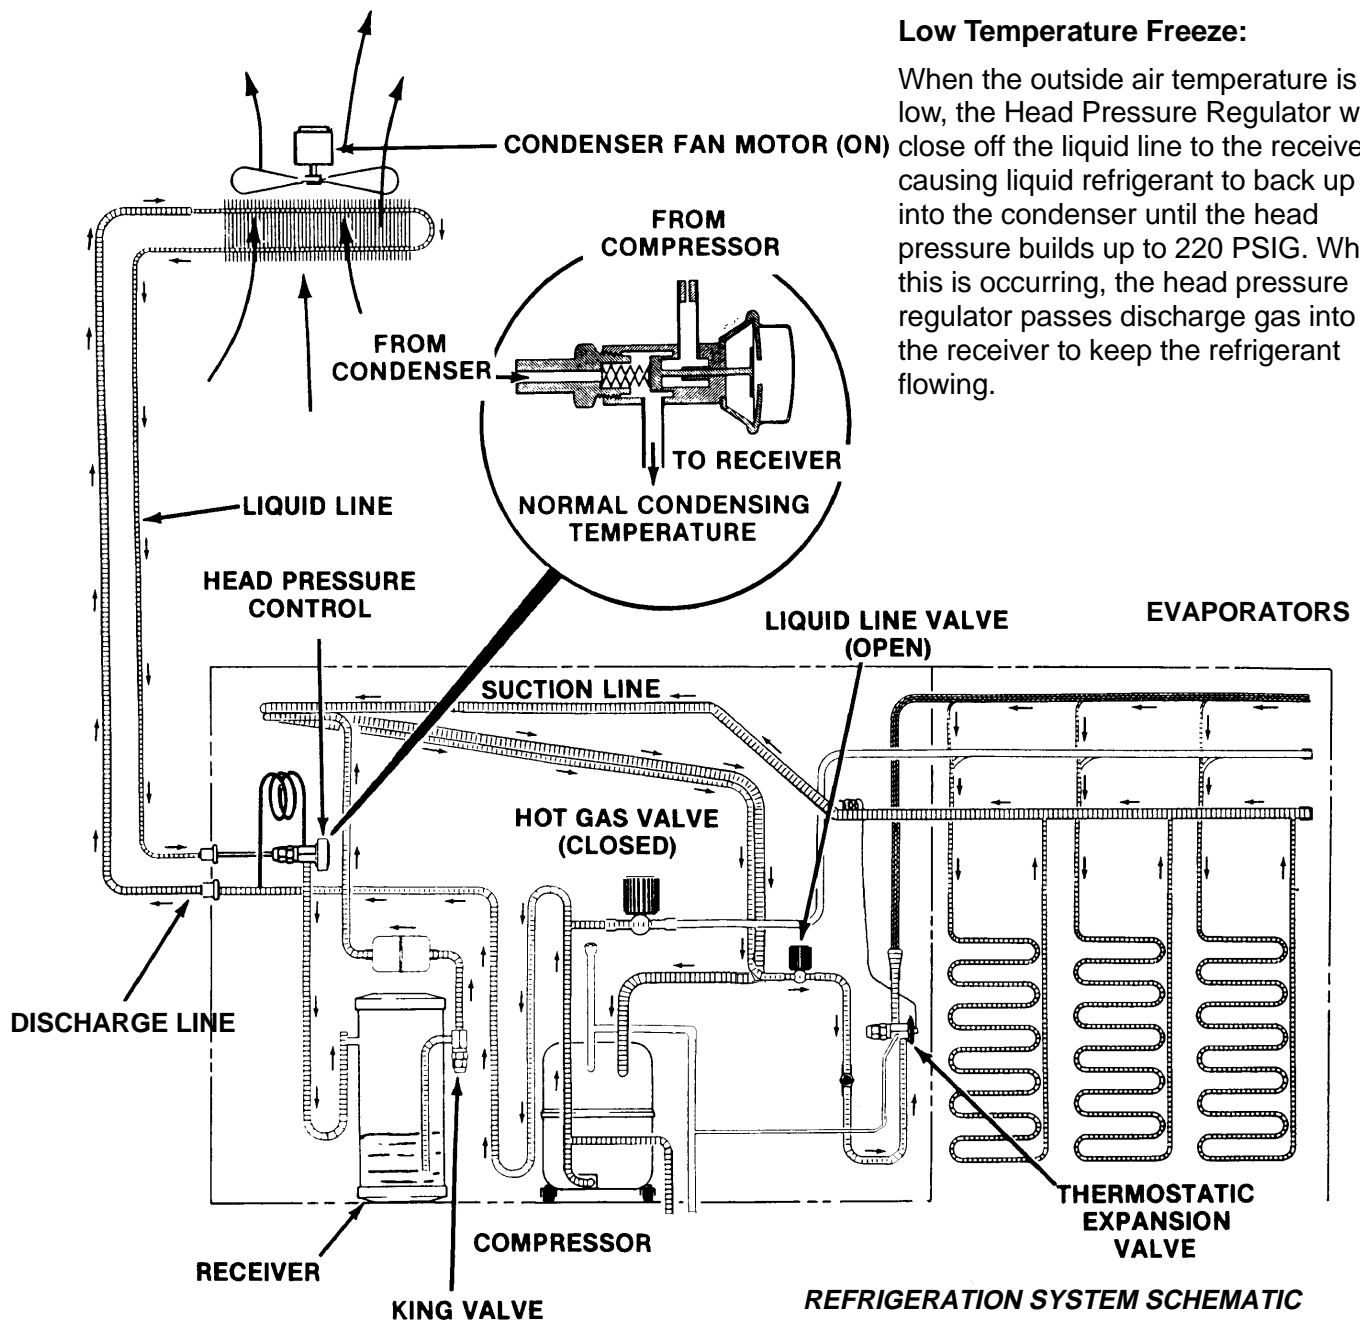 Low Temperature Freeze:
When the outside air temperature is
low, the Head Pressure Regulator w
close off the liquid line to the receive
causing liquid refrigerant to back up
into the condenser until the head
pressure builds up to 220 PSIG. Wh
this is occurring, the head pressure
regulator passes discharge gas into
the receiver to keep the refrigerant
flowing.
CONDENSER FAN MOTOR (ON)
FROM
COMPRESSOR
FROM
CONDENSER
TO RECEIVER
NORMAL CONDENSING
TEMPERATURE
LIQUID LINE
HEAD PRESSURE
CONTROL
LIQUID LINE VALVE
(OPEN)
EVAPORATORS
SUCTION LINE
HOT GAS VALVE
(CLOSED)
DISCHARGE LINE
THERMOSTATIC
EXPANSION
VALVE
COMPRESSOR
RECEIVER
KING VALVE
REFRIGERATION SYSTEM SCHEMATIC